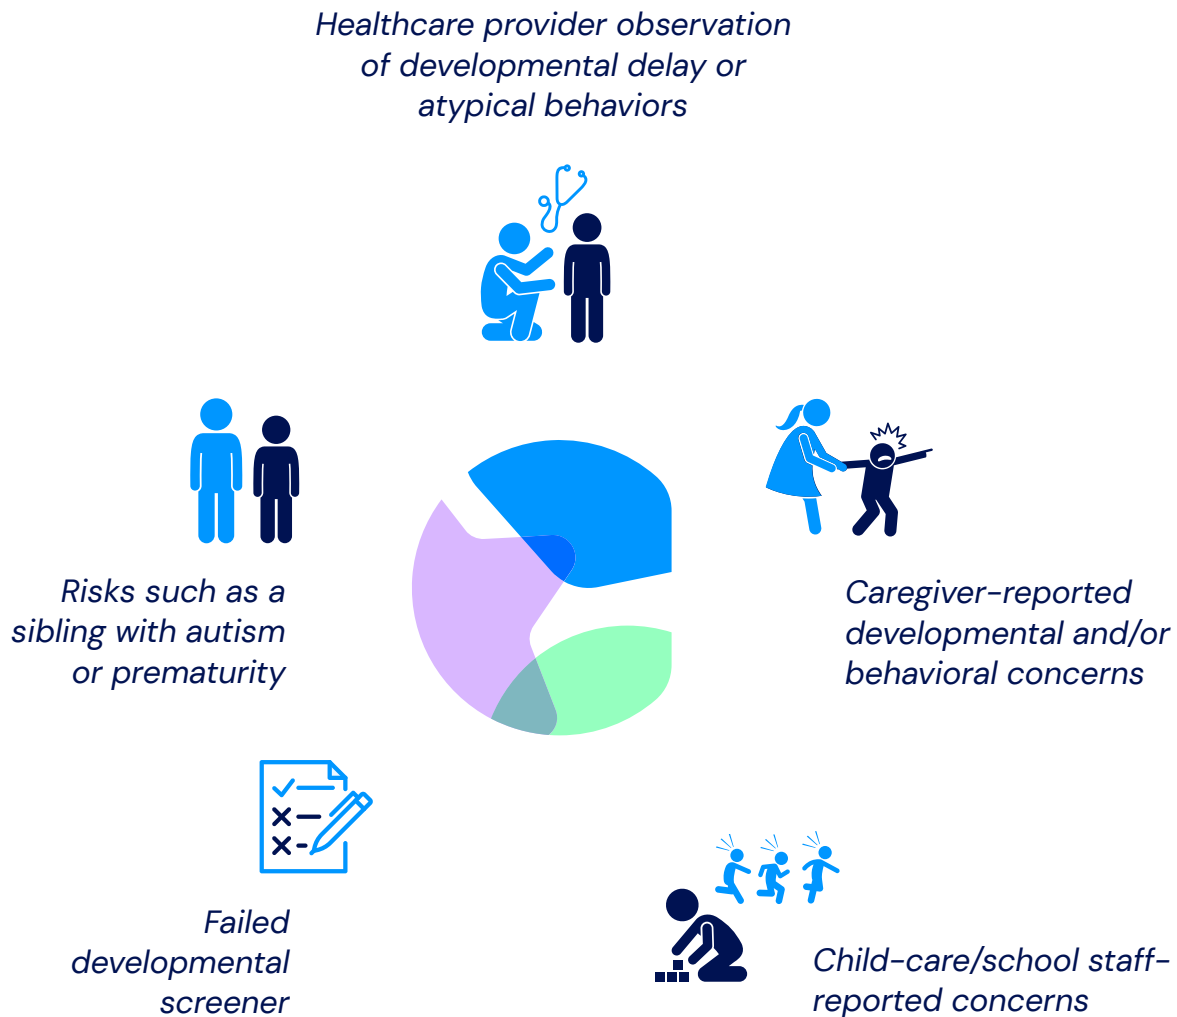 Healthcare provider observation
of developmental delay or
atypical behaviors
Risks such as a
sibling with autism
or prematurity
Caregiver-reported
developmental and/or
behavioral concerns
Failed
developmental
screener
Child-care/school staff-
reported concerns